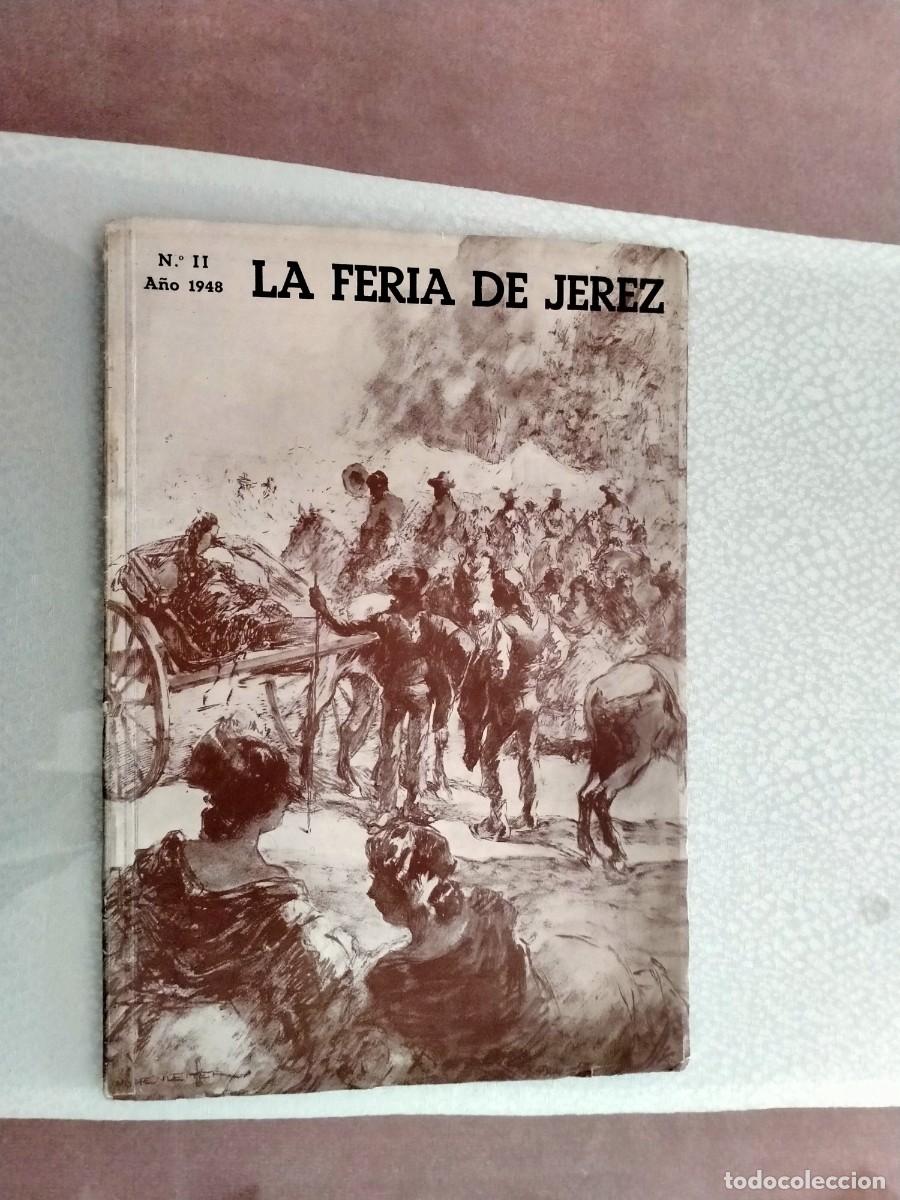 N.º II
Año 1948
LA FERIA DE JEREZ
todocoleccion